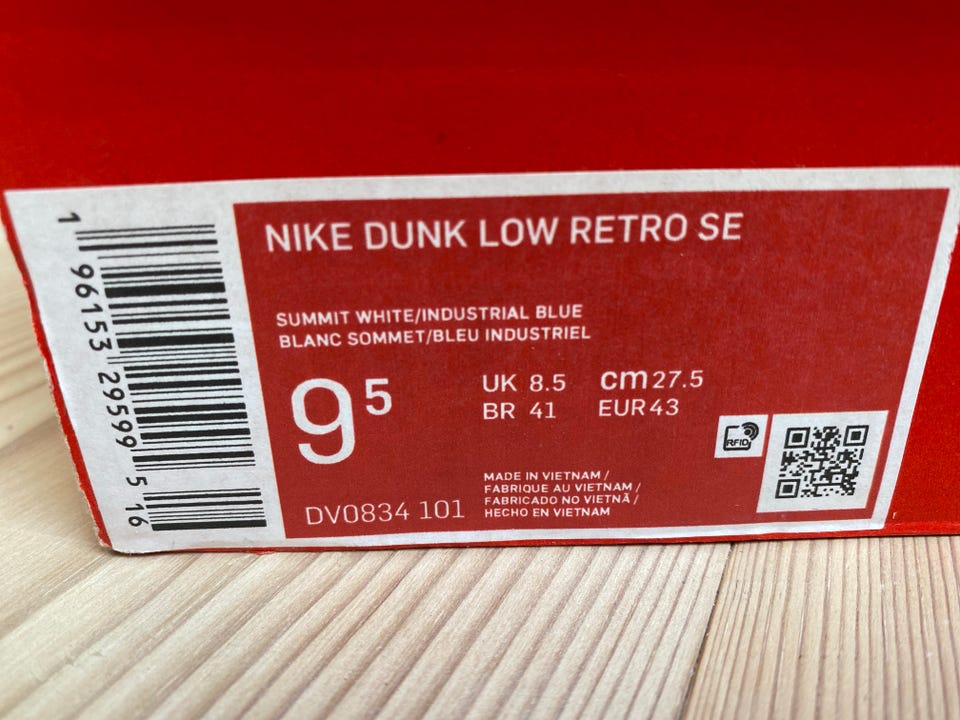 NIKE DUNK LOW RETRO SE
SUMMIT WHITE/INDUSTRIAL BLUE
BLANC SOMMET/BLEU INDUSTRIEL
9⁵
UK 8.5 cm 27.5
BR 41 EUR 43
RFID
MADE IN VIETNAM /
FABRIQUE AU VIETNAM /
FABRICADO NO VIETNÃ /
HECHO EN VIETNAM
DV0834 101
1 96153 29599 5 16